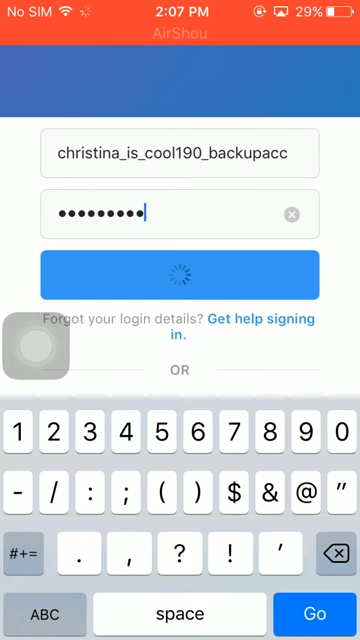 No SIM 2:07 PM 29%
AirShou
christina_is_cool190_backupacc
●●●●●●●●●
Forgot your login details? Get help signing
in.
OR
1 2 3 4 5 6 7 8 9 0
- / : ; ( ) $ & @ "
#+= . , ? ! ’
ABC space Go